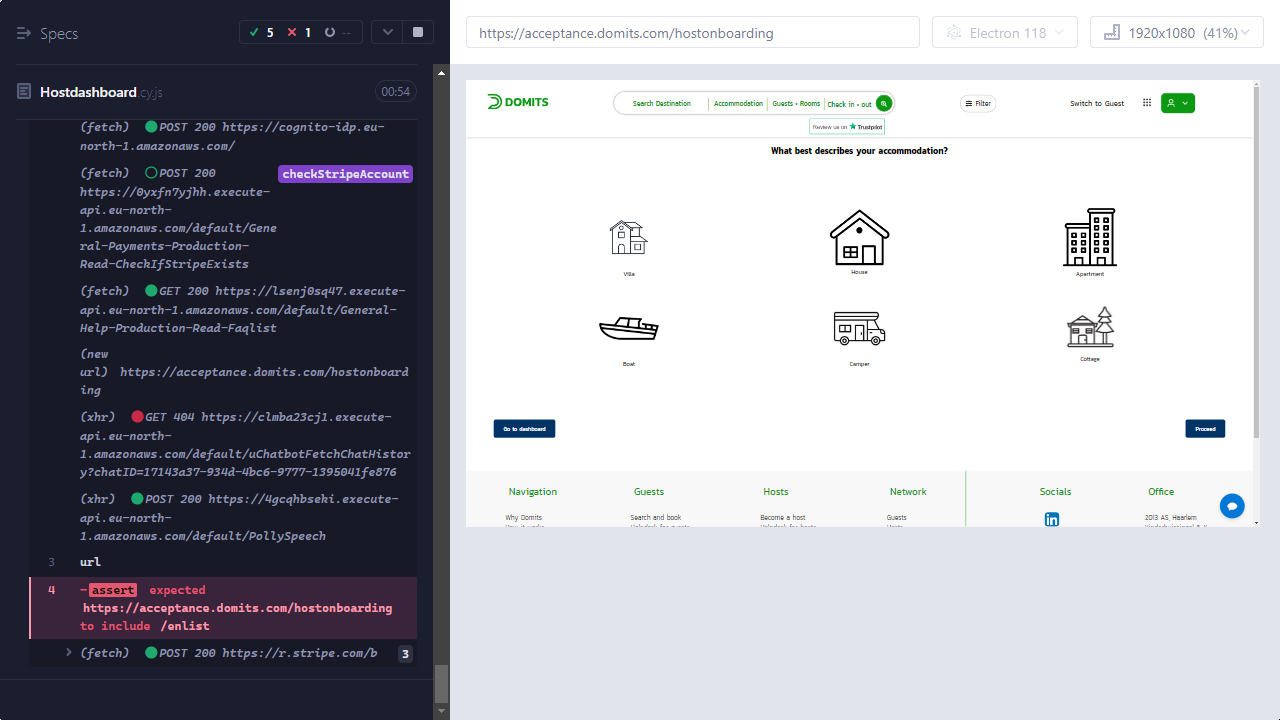 Specs
5
1
--
Hostdashboard.cy.js
00:54
(fetch) POST 200 https://cognito-idp.eu-
north-1.amazonaws.com/
(fetch) POST 200
https://0yxfn7yjhh.execute-
api.eu-north-
1.amazonaws.com/default/Gene
ral-Payments-Production-
Read-CheckIfStripeExists
checkStripeAccount
(fetch) GET 200 https://lsenj0sq47.execute-
api.eu-north-1.amazonaws.com/default/General-
Help-Production-Read-Faqlist
(new
url) https://acceptance.domits.com/hostonboard
ing
(xhr) GET 404 https://clmba23cj1.execute-
api.eu-north-
1.amazonaws.com/default/uChatbotFetchChatHistor
y?chatID=17143a37-934d-4bc6-9777-1395041fe876
(xhr) POST 200 https://4gcqhbseki.execute-
api.eu-north-
1.amazonaws.com/default/PollySpeech
3 url
4 -assert expected
https://acceptance.domits.com/hostonboarding
to include /enlist
(fetch) POST 200 https://r.stripe.com/b 3
https://acceptance.domits.com/hostonboarding
Electron 118
1920x1080 (41%)
DOMITS
Search Destination
Accommodation
Guests + Rooms
Check in + out
Filter
Switch to Guest
Review us on Trustpilot
What best describes your accommodation?
Villa
House
Apartment
Boat
Camper
Cottage
Go to dashboard
Proceed
Navigation
Guests
Hosts
Network
Socials
Office
Why Domits
Search and book
Become a host
Guests
2013 AS, Haarlem